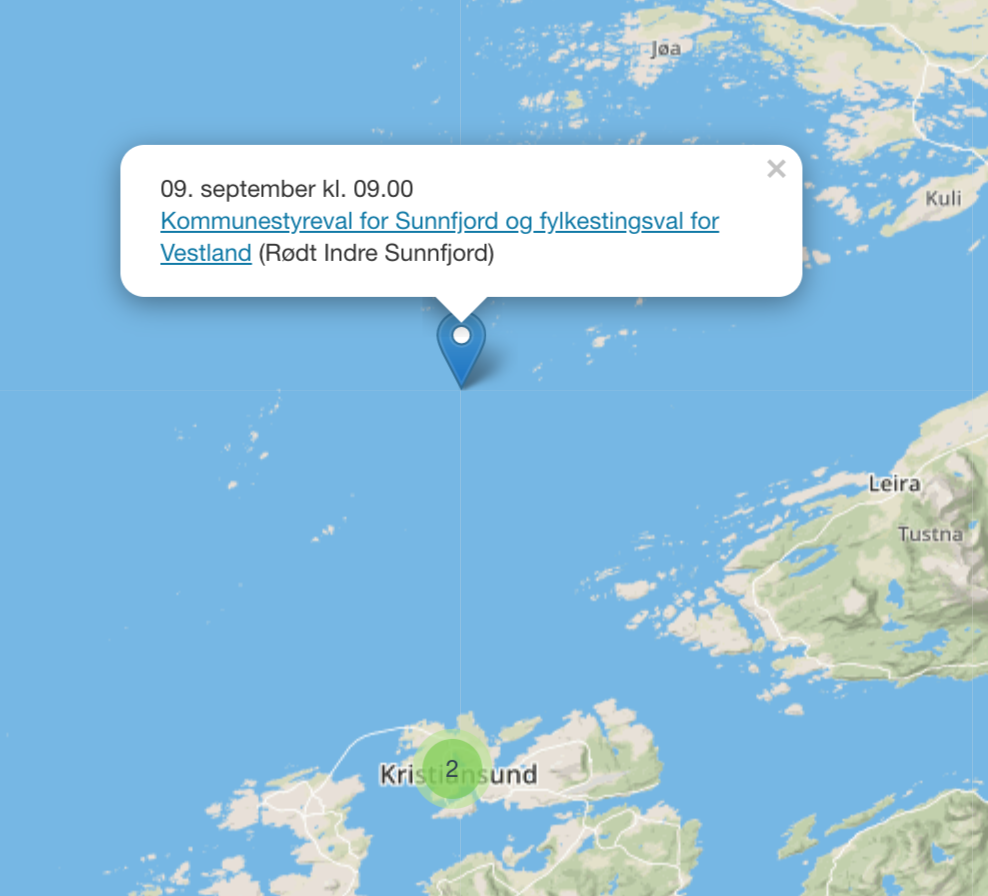 Jøa
09. september kl. 09.00
×
Kommunestyreval for Sunnfjord og fylkestingsval for
Vestland (Rødt Indre Sunnfjord)
Kuli
Leira
Tustna
Kristiansund
2